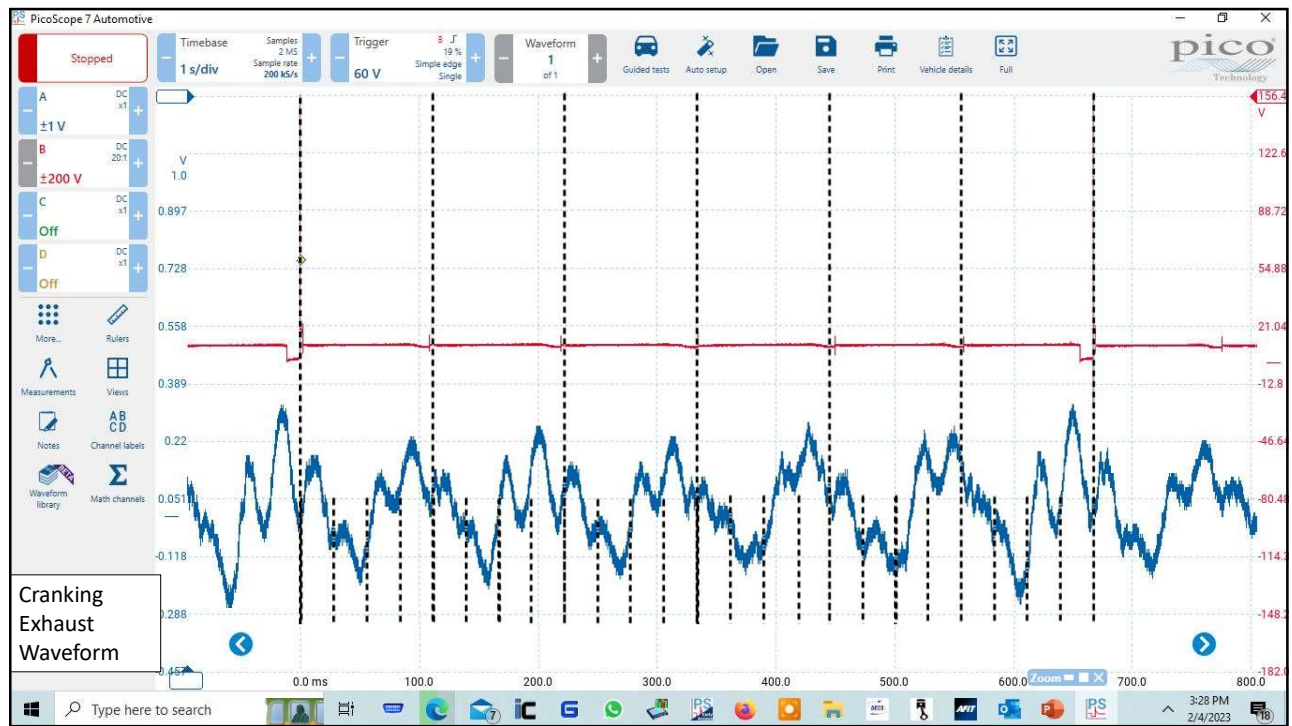 PicoScope 7 Automotive
Stopped
Timebase
1 s/div
Samples
2 MS
Sample rate
200 kS/s
Trigger
60 V
B
19 %
Simple edge
Single
Waveform
1
of 1
Guided tests
Auto setup
Open
Save
Print
Vehicle details
Full
pico
Technology
A
DC
x1
±1 V
B
DC
20:1
±200 V
C
DC
x1
Off
D
DC
x1
Off
More...
Rulers
Measurements
Views
Notes
Channel labels
Waveform library
Math channels
V
1.0
0.897
0.728
0.558
0.389
0.22
0.051
-0.118
0.288
0.457
156.4
V
122.6
88.72
54.88
21.04
-12.8
-46.64
-80.48
-114.3
-148.2
-182.0
Cranking
Exhaust
Waveform
0.0 ms
100.0
200.0
300.0
400.0
500.0
600.0
Zoom
700.0
800.0
Type here to search
3:28 PM
2/4/2023